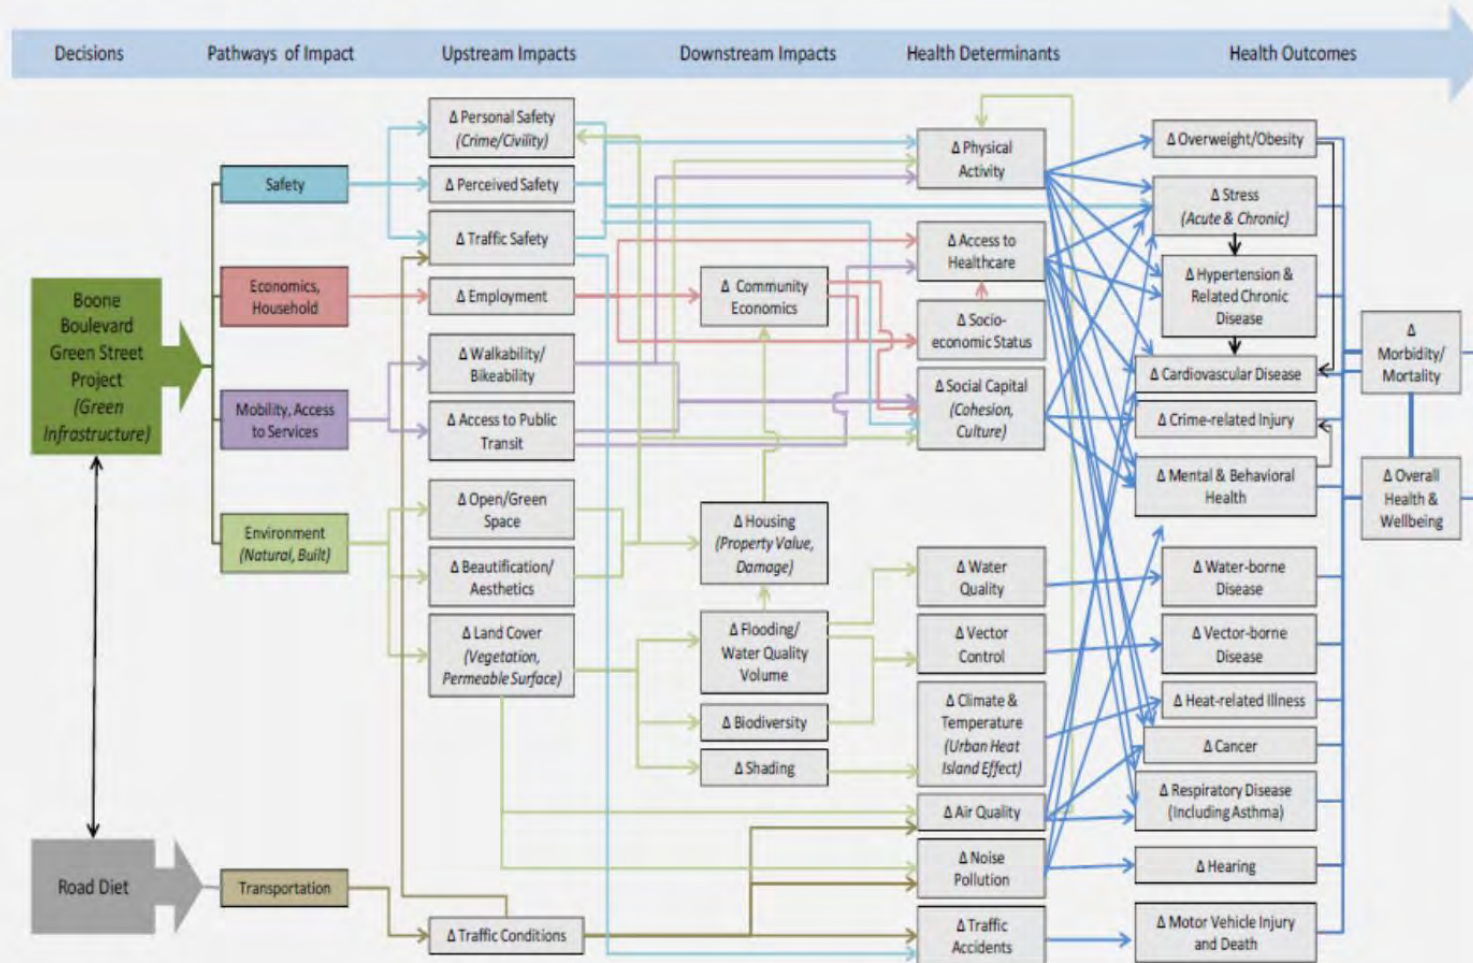 Decisions
Pathways of Impact
Upstream Impacts
Downstream Impacts
Health Determinants
Health Outcomes
Boone
Boulevard
Green Street
Project
(Green
Infrastructure)
Road Diet
Safety
Economics,
Household
Mobility, Access
to Services
Environment
(Natural, Built)
Transportation
Δ Personal Safety
(Crime/Civility)
Δ Perceived Safety
Δ Traffic Safety
Δ Employment
Δ Walkability/
Bikeability
Δ Access to Public
Transit
Δ Open/Green
Space
Δ Beautification/
Aesthetics
Δ Land Cover
(Vegetation,
Permeable Surface)
Δ Traffic Conditions
Δ Community
Economics
Δ Housing
(Property Value,
Damage)
Δ Flooding/
Water Quality
Volume
Δ Biodiversity
Δ Shading
Δ Physical
Activity
Δ Access to
Healthcare
Δ Socio-
economic Status
Δ Social Capital
(Cohesion,
Culture)
Δ Water
Quality
Δ Vector
Control
Δ Climate &
Temperature
(Urban Heat
Island Effect)
Δ Air Quality
Δ Noise
Pollution
Δ Traffic
Accidents
Δ Overweight/Obesity
Δ Stress
(Acute & Chronic)
Δ Hypertension &
Related Chronic
Disease
Δ Cardiovascular Disease
Δ Crime-related Injury
Δ Mental & Behavioral
Health
Δ Water-borne
Disease
Δ Vector-borne
Disease
Δ Heat-related Illness
Δ Cancer
Δ Respiratory Disease
(Including Asthma)
Δ Hearing
Δ Motor Vehicle Injury
and Death
Δ
Morbidity/
Mortality
Δ Overall
Health &
Wellbeing